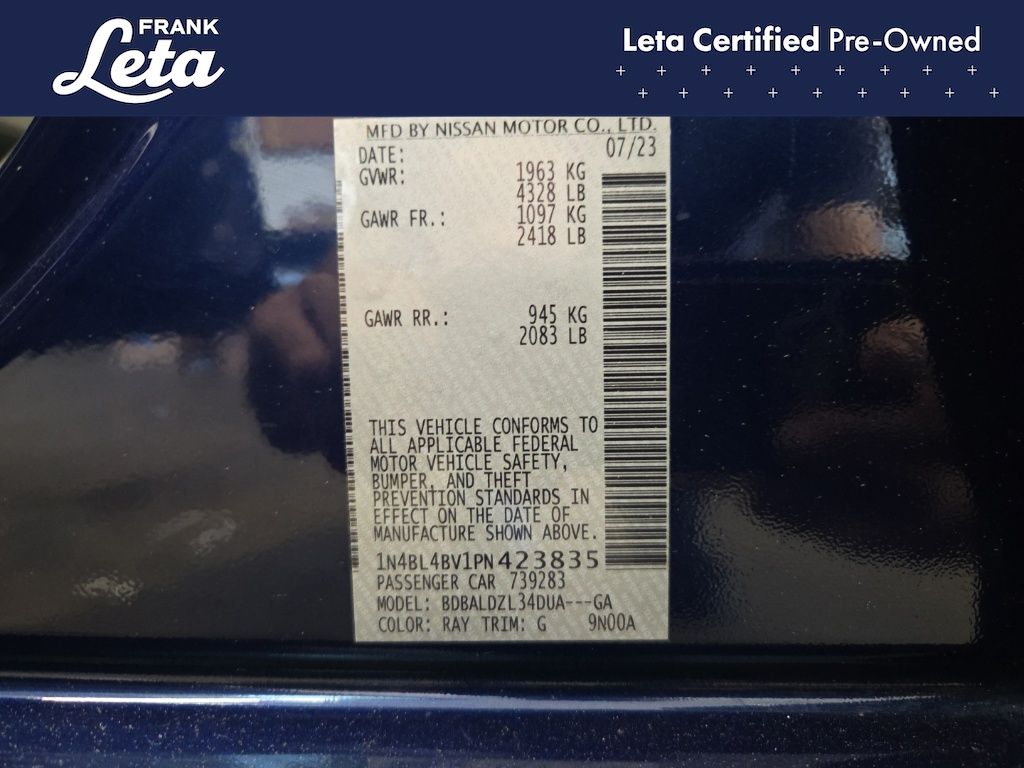 FRANK
Leta
Leta Certified Pre-Owned
MFD BY NISSAN MOTOR CO., LTD.
DATE: 07/23
GVWR: 1963 KG
4328 LB
GAWR FR.: 1097 KG
2418 LB
GAWR RR.: 945 KG
2083 LB
THIS VEHICLE CONFORMS TO
ALL APPLICABLE FEDERAL
MOTOR VEHICLE SAFETY,
BUMPER, AND THEFT
PREVENTION STANDARDS IN
EFFECT ON THE DATE OF
MANUFACTURE SHOWN ABOVE.
1N4BL4BV1PN423835
PASSENGER CAR 739283
MODEL: BDBALDZL34DUA---GA
COLOR: RAY TRIM: G 9N00A